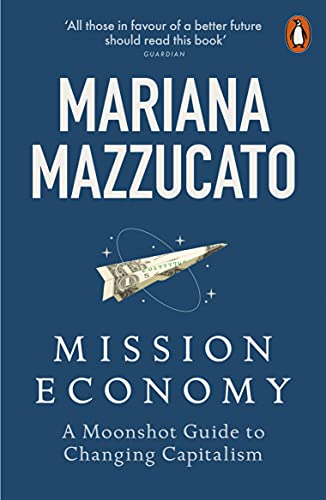 'All those in favour of a better future
should read this book'
GUARDIAN
MARIANA
MAZZUCATO
MISSION
ECONOMY
A Moonshot Guide to
Changing Capitalism